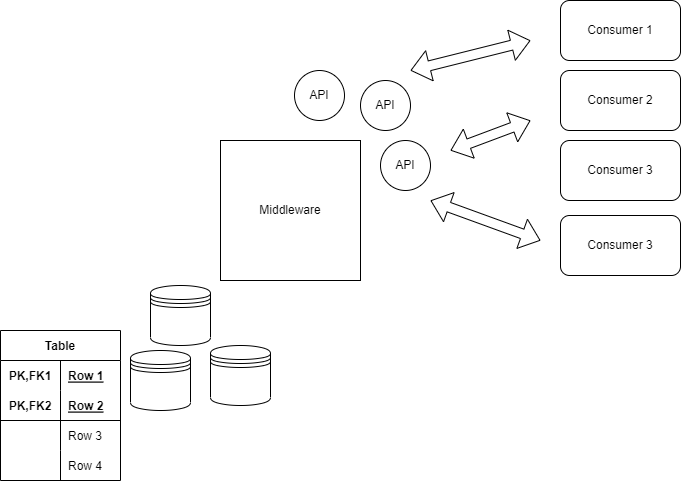 Consumer 1
API
API
Consumer 2
API
Consumer 3
Middleware
Consumer 3
Table
PK,FK1 Row 1
PK,FK2 Row 2
Row 3
Row 4